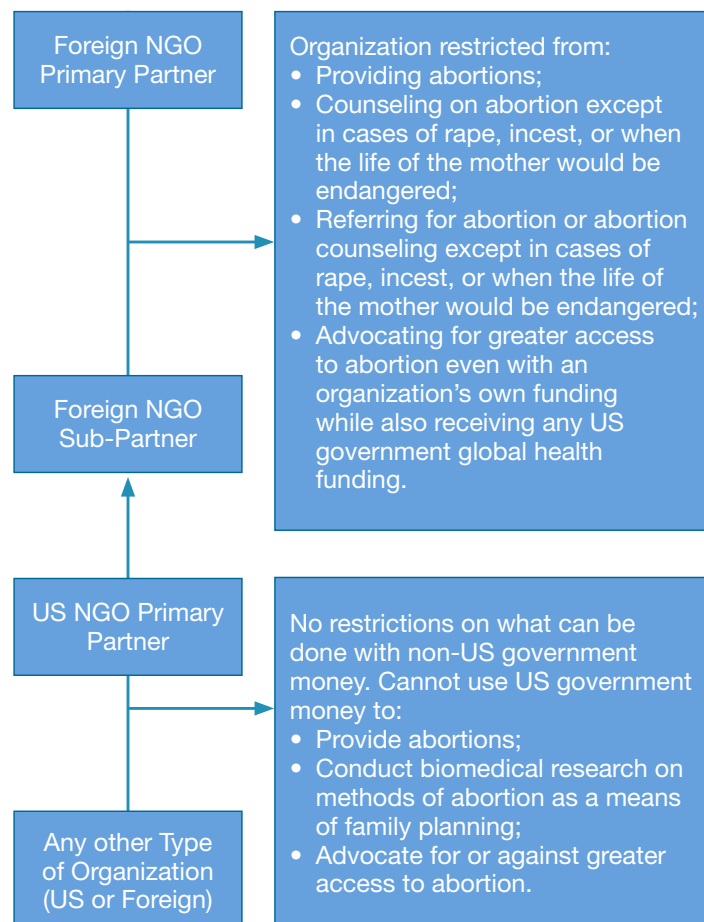 Foreign NGO
Primary Partner
Organization restricted from:
• Providing abortions;
• Counseling on abortion except
in cases of rape, incest, or when
the life of the mother would be
endangered;
• Referring for abortion or abortion
counseling except in cases of
rape, incest, or when the life of
the mother would be endangered;
• Advocating for greater access
to abortion even with an
organization’s own funding
while also receiving any US
government global health
funding.
Foreign NGO
Sub-Partner
US NGO Primary
Partner
No restrictions on what can be
done with non-US government
money. Cannot use US government
money to:
• Provide abortions;
• Conduct biomedical research on
methods of abortion as a means
of family planning;
• Advocate for or against greater
access to abortion.
Any other Type
of Organization
(US or Foreign)